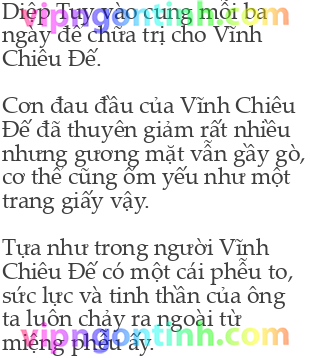 Diệp Tuy vào cung mỗi ba
vipngontinh.com
ngày để chữa trị cho Vĩnh
Chiêu Đế.
Cơn đau đầu của Vĩnh Chiêu
Đế đã thuyên giảm rất nhiều
nhưng gương mặt vẫn gầy gò,
cơ thể cũng ốm yếu như một
trang giấy vậy.
Tựa như trong người Vĩnh
Chiêu Đế có một cái phễu to,
sức lực và tinh thần của ông
ta luôn chảy ra ngoài từ
vipngontinh.com
miệng phễu ấy.